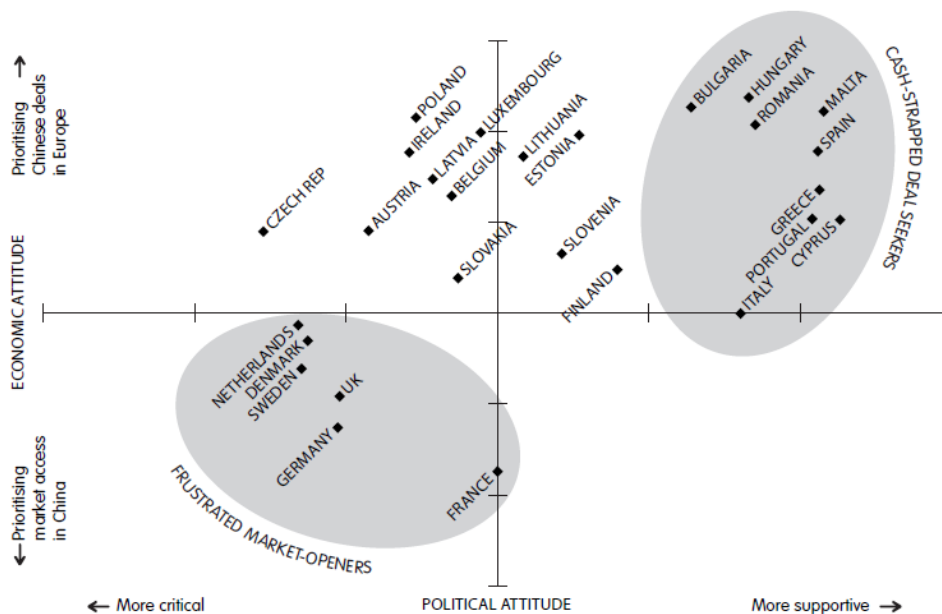 Prioritising
Chinese deals
in Europe
ECONOMIC ATTITUDE
Prioritising
market access
in China
POLAND
IRELAND
LATVIA
LUXEMBOURG
BELGIUM
LITHUANIA
ESTONIA
CZECH REP
AUSTRIA
SLOVAKIA
SLOVENIA
FINLAND
BULGARIA
HUNGARY
ROMANIA
MALTA
SPAIN
GREECE
PORTUGAL
CYPRUS
ITALY
CASH-STRAPPED DEAL SEEKERS
NETHERLANDS
DENMARK
SWEDEN
UK
GERMANY
FRANCE
FRUSTRATED MARKET-OPENERS
More critical
POLITICAL ATTITUDE
More supportive